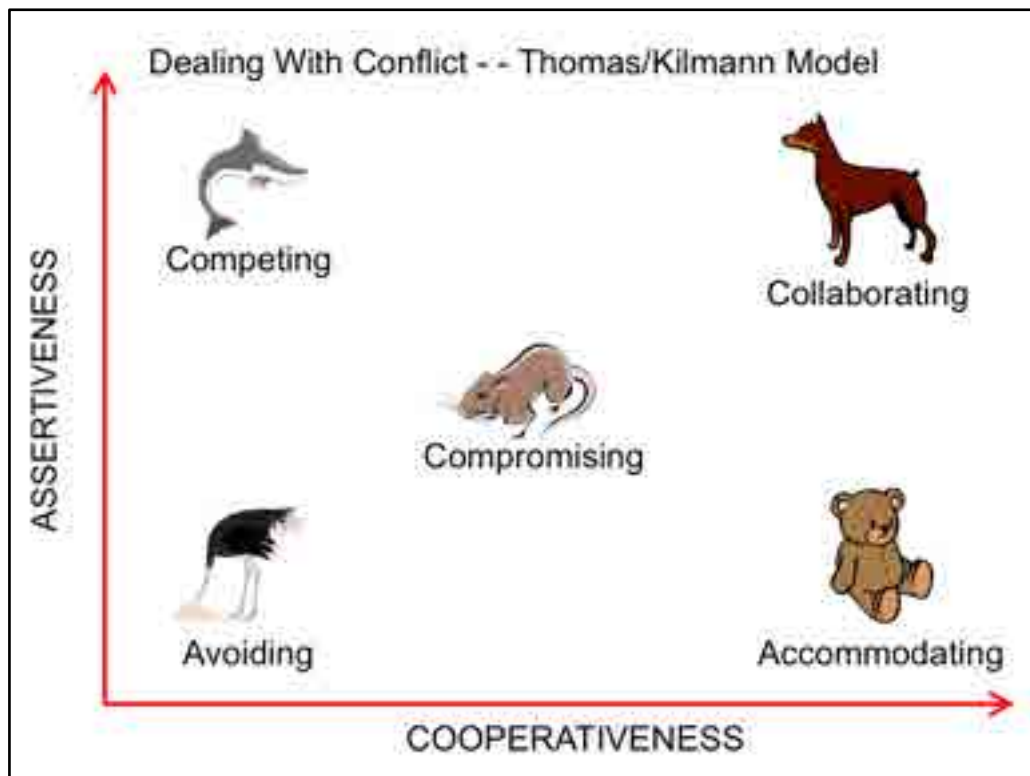 Dealing With Conflict - - Thomas/Kilmann Model
Competing
Collaborating
ASSERTIVENESS
Compromising
Avoiding
Accommodating
COOPERATIVENESS